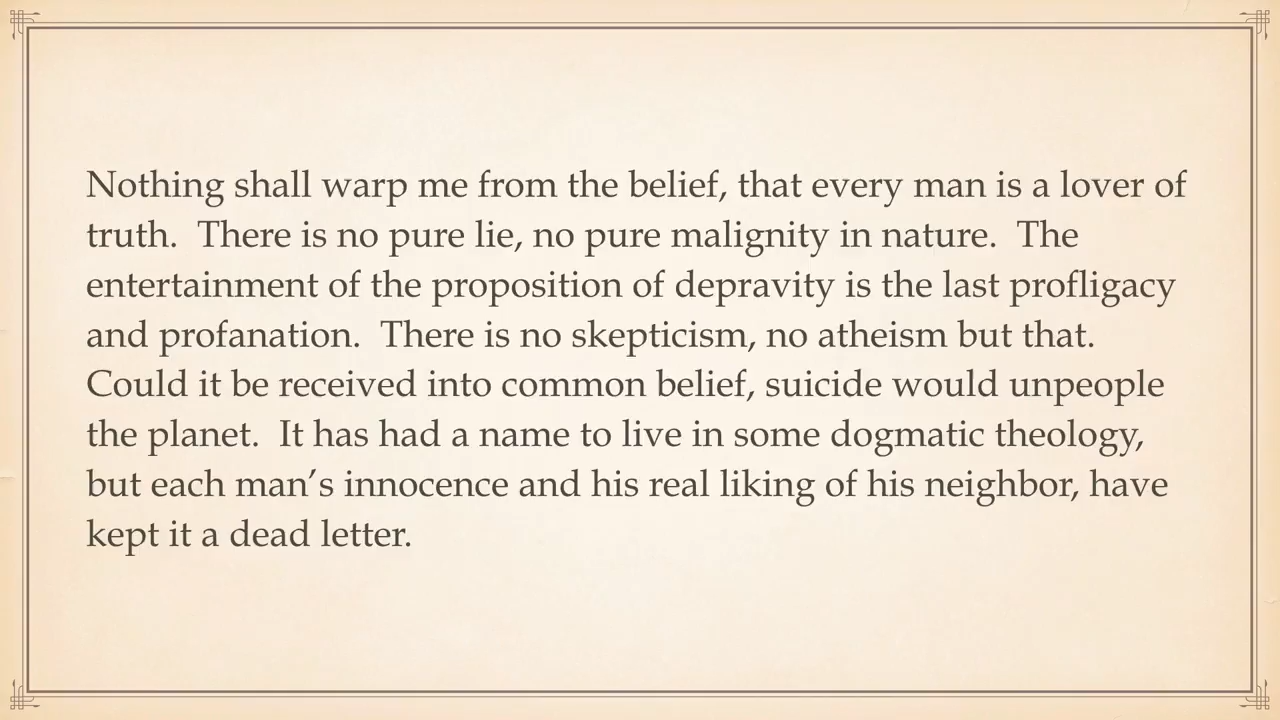 Nothing shall warp me from the belief, that every man is a lover of
truth.  There is no pure lie, no pure malignity in nature.  The
entertainment of the proposition of depravity is the last profligacy
and profanation.  There is no skepticism, no atheism but that.
Could it be received into common belief, suicide would unpeople
the planet.  It has had a name to live in some dogmatic theology,
but each man’s innocence and his real liking of his neighbor, have
kept it a dead letter.